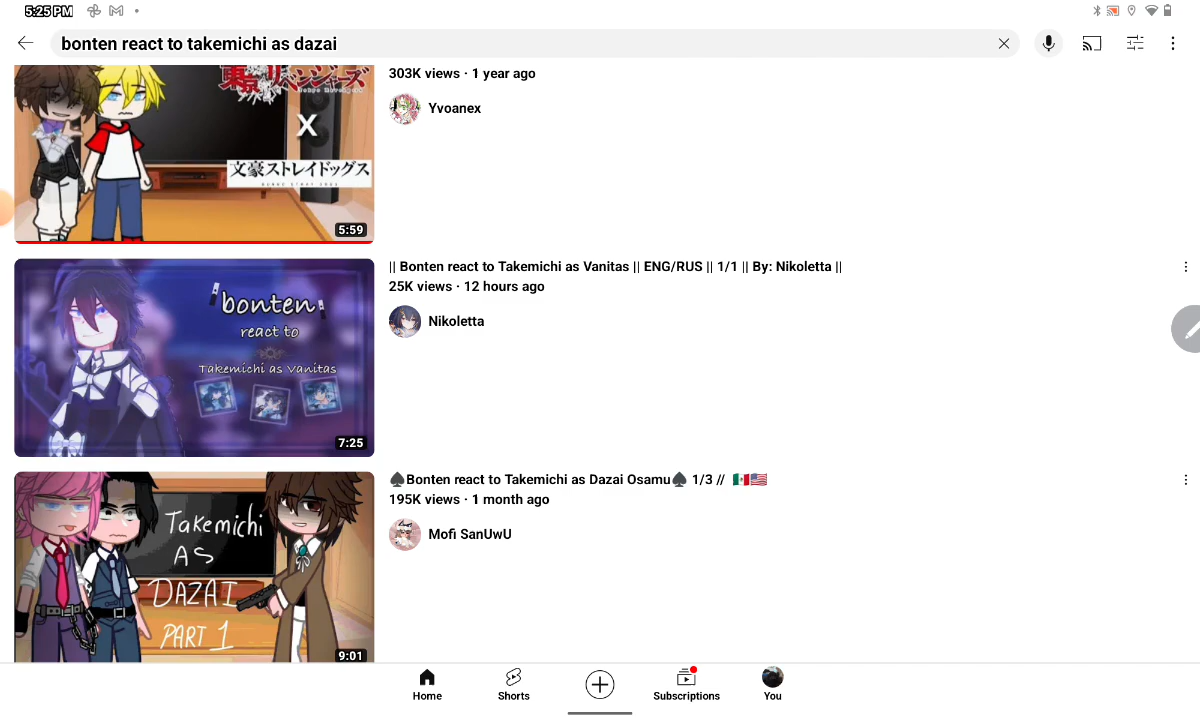 5:25 PM
bonten react to takemichi as dazai
東京リベンジャーズ
X
文豪ストレイドッグス
5:59
303K views · 1 year ago
Yvoanex
bonten
react to
Takemichi as Vanitas
7:25
|| Bonten react to Takemichi as Vanitas || ENG/RUS || 1/1 || By: Nikoletta ||
25K views · 12 hours ago
Nikoletta
Takemichi
AS
DAZAI
PART 1
9:01
♠Bonten react to Takemichi as Dazai Osamu♠ 1/3 // 🇲🇽🇺🇸
195K views · 1 month ago
Mofi SanUwU
Home
Shorts
Subscriptions
You